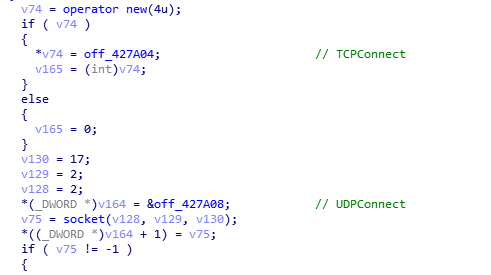 v74 = operator new(4u);
if ( v74 )
{
*v74 = off_427A04; // TCPConnect
v165 = (int)v74;
}
else
{
v165 = 0;
}
v130 = 17;
v129 = 2;
v128 = 2;
*(_DWORD *)v164 = &off_427A08; // UDPConnect
v75 = socket(v128, v129, v130);
*((_DWORD *)v164 + 1) = v75;
if ( v75 != -1 )
{